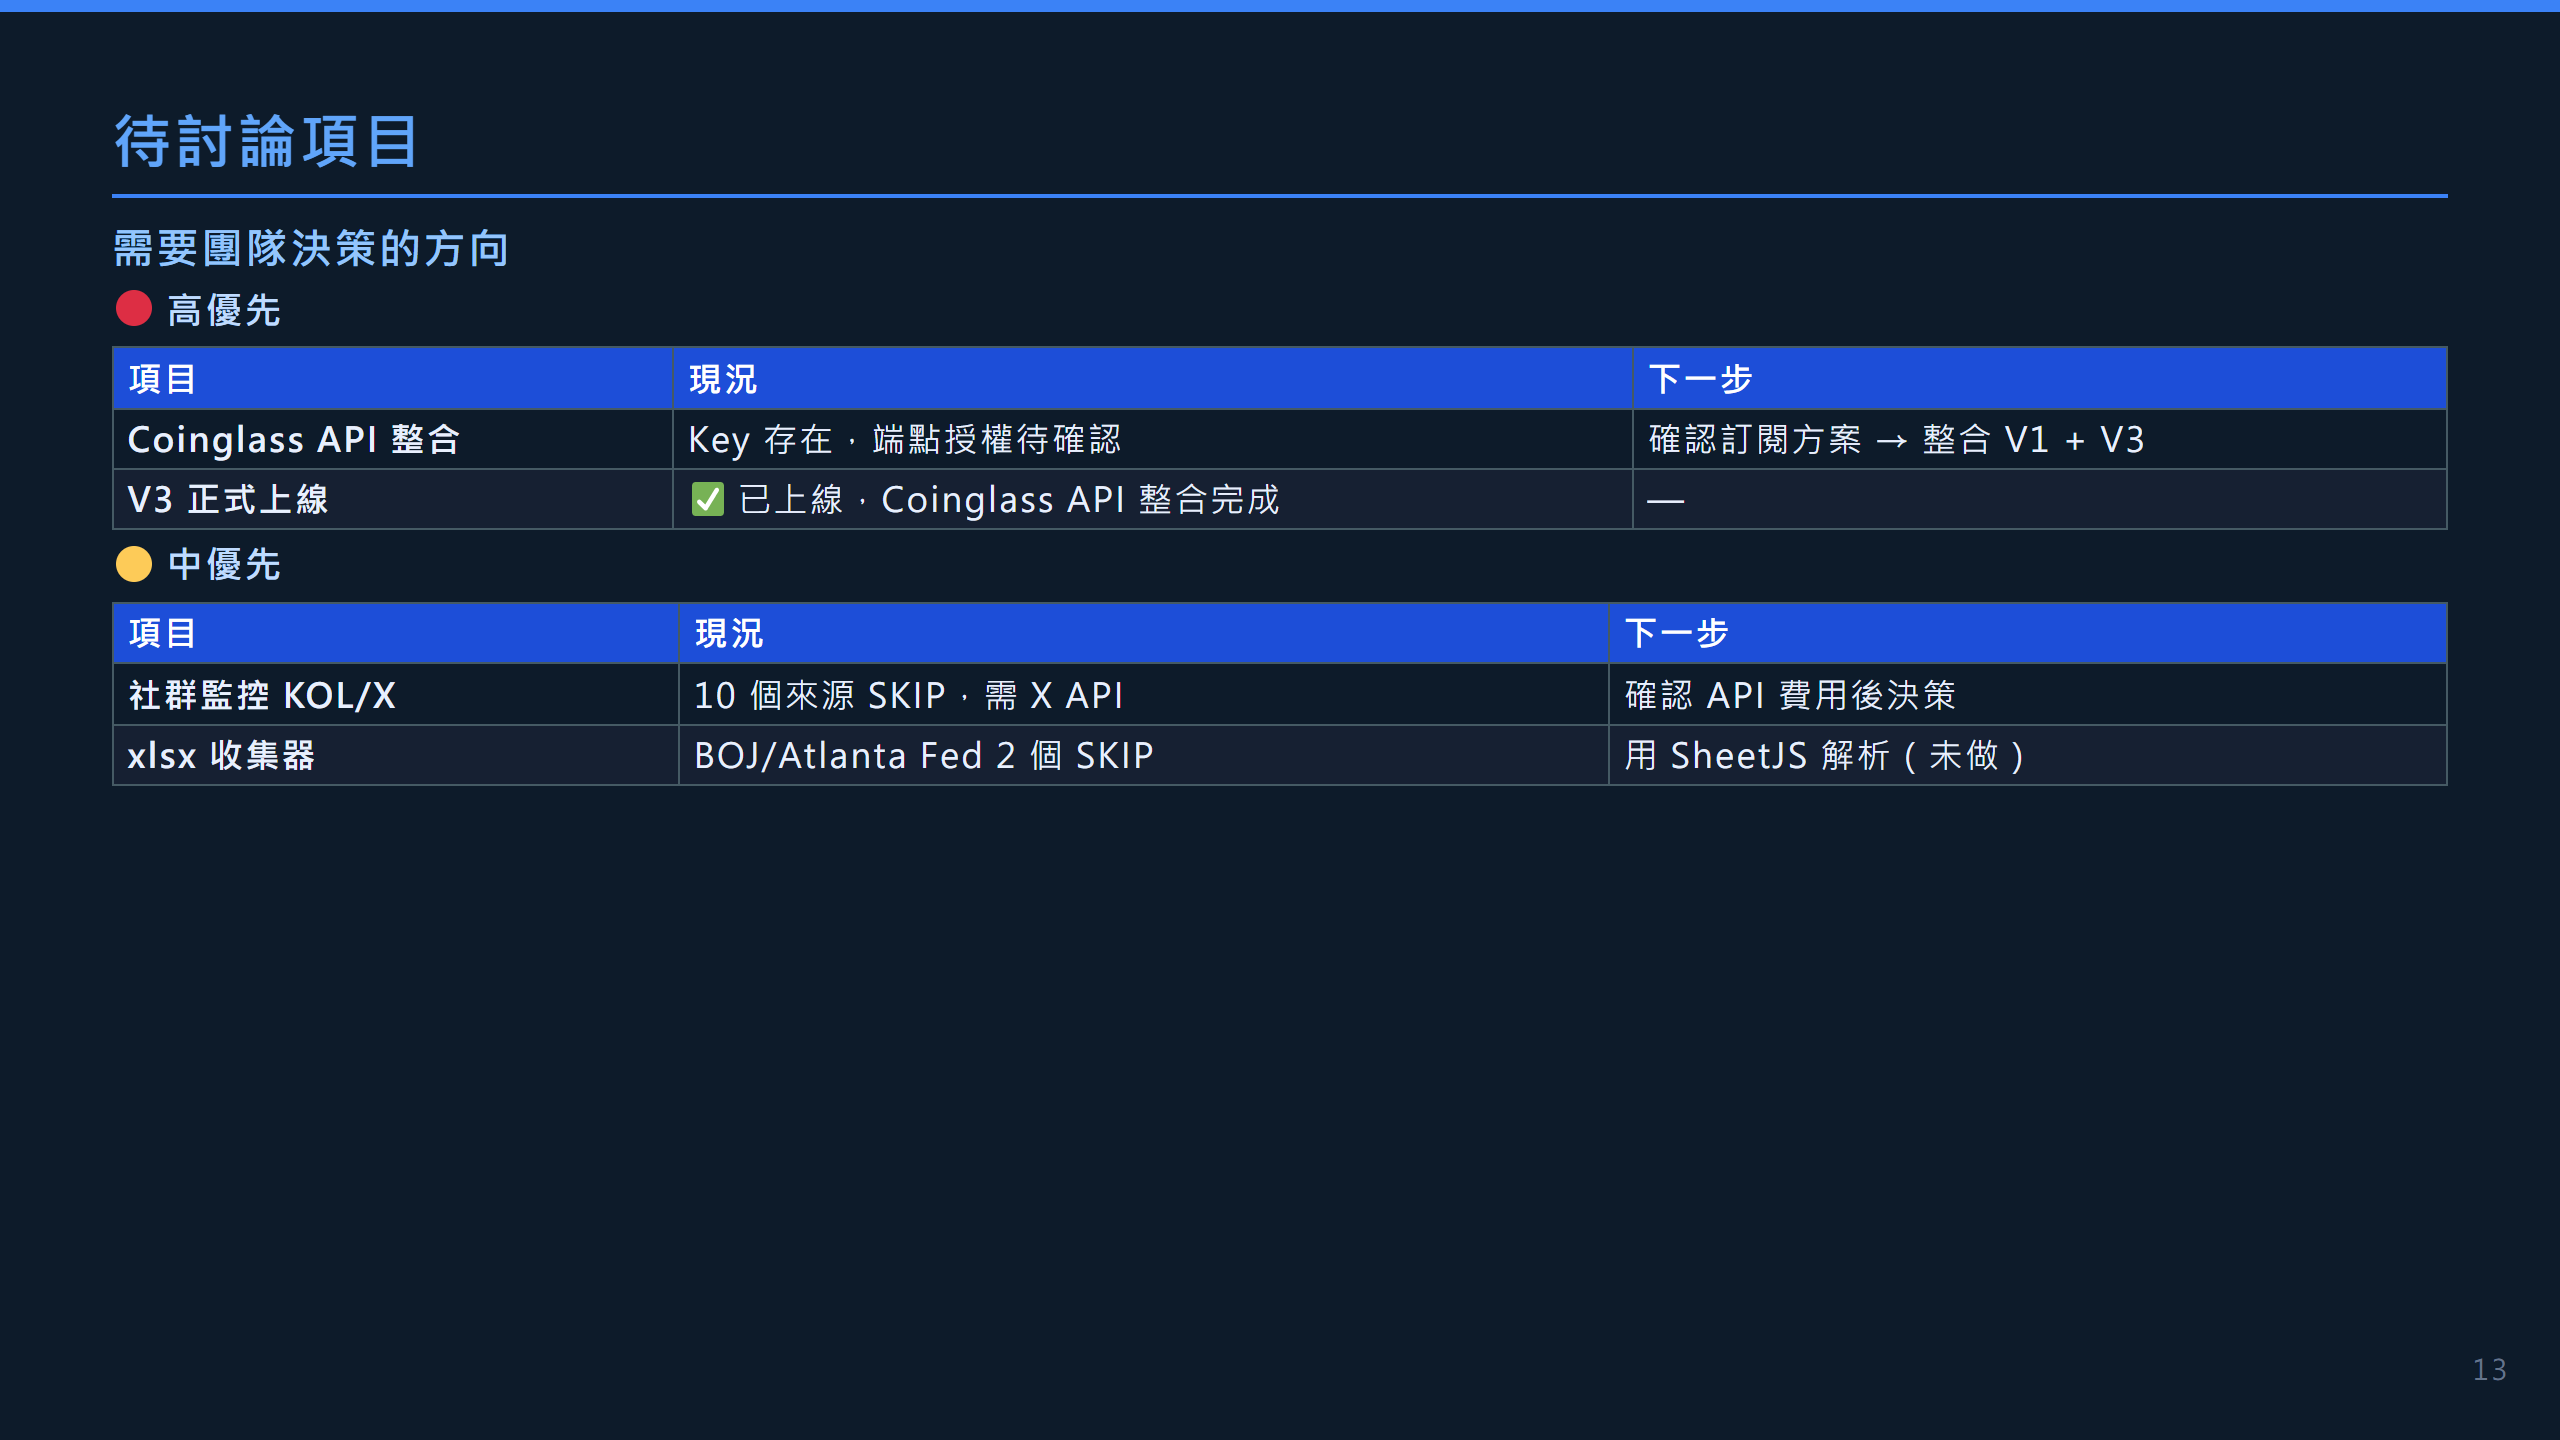 待討論項目
需要團隊決策的方向
🔴 高優先
項目 現況 下一步
Coinglass API 整合 Key 存在，端點授權待確認 確認訂閱方案 → 整合 V1 + V3
V3 正式上線 ✅ 已上線，Coinglass API 整合完成 —
🟡 中優先
項目 現況 下一步
社群監控 KOL/X 10 個來源 SKIP，需 X API 確認 API 費用後決策
xlsx 收集器 BOJ/Atlanta Fed 2 個 SKIP 用 SheetJS 解析（未做）
13